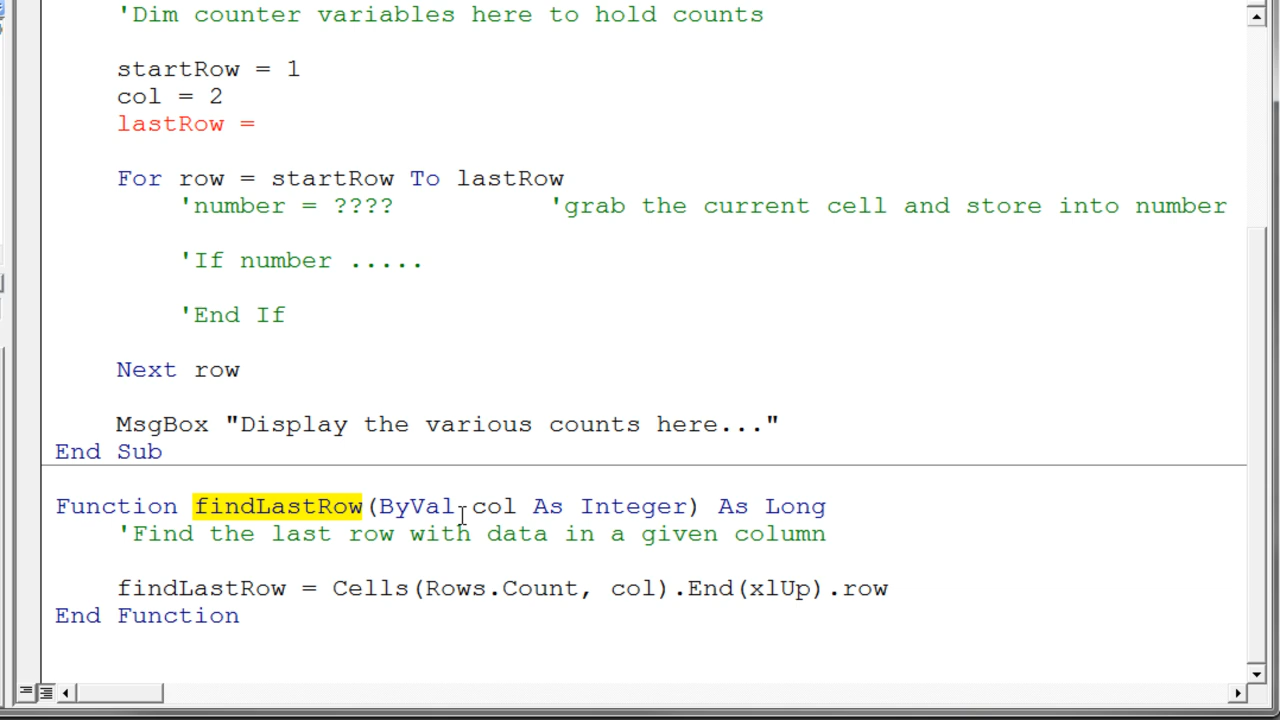 'Dim counter variables here to hold counts
startRow = 1
col = 2
lastRow =
For row = startRow To lastRow
'number = ???? 'grab the current cell and store into number
'If number .....
'End If
Next row
MsgBox "Display the various counts here..."
End Sub
Function findLastRow(ByVal col As Integer) As Long
'Find the last row with data in a given column
findLastRow = Cells(Rows.Count, col).End(xlUp).row
End Function